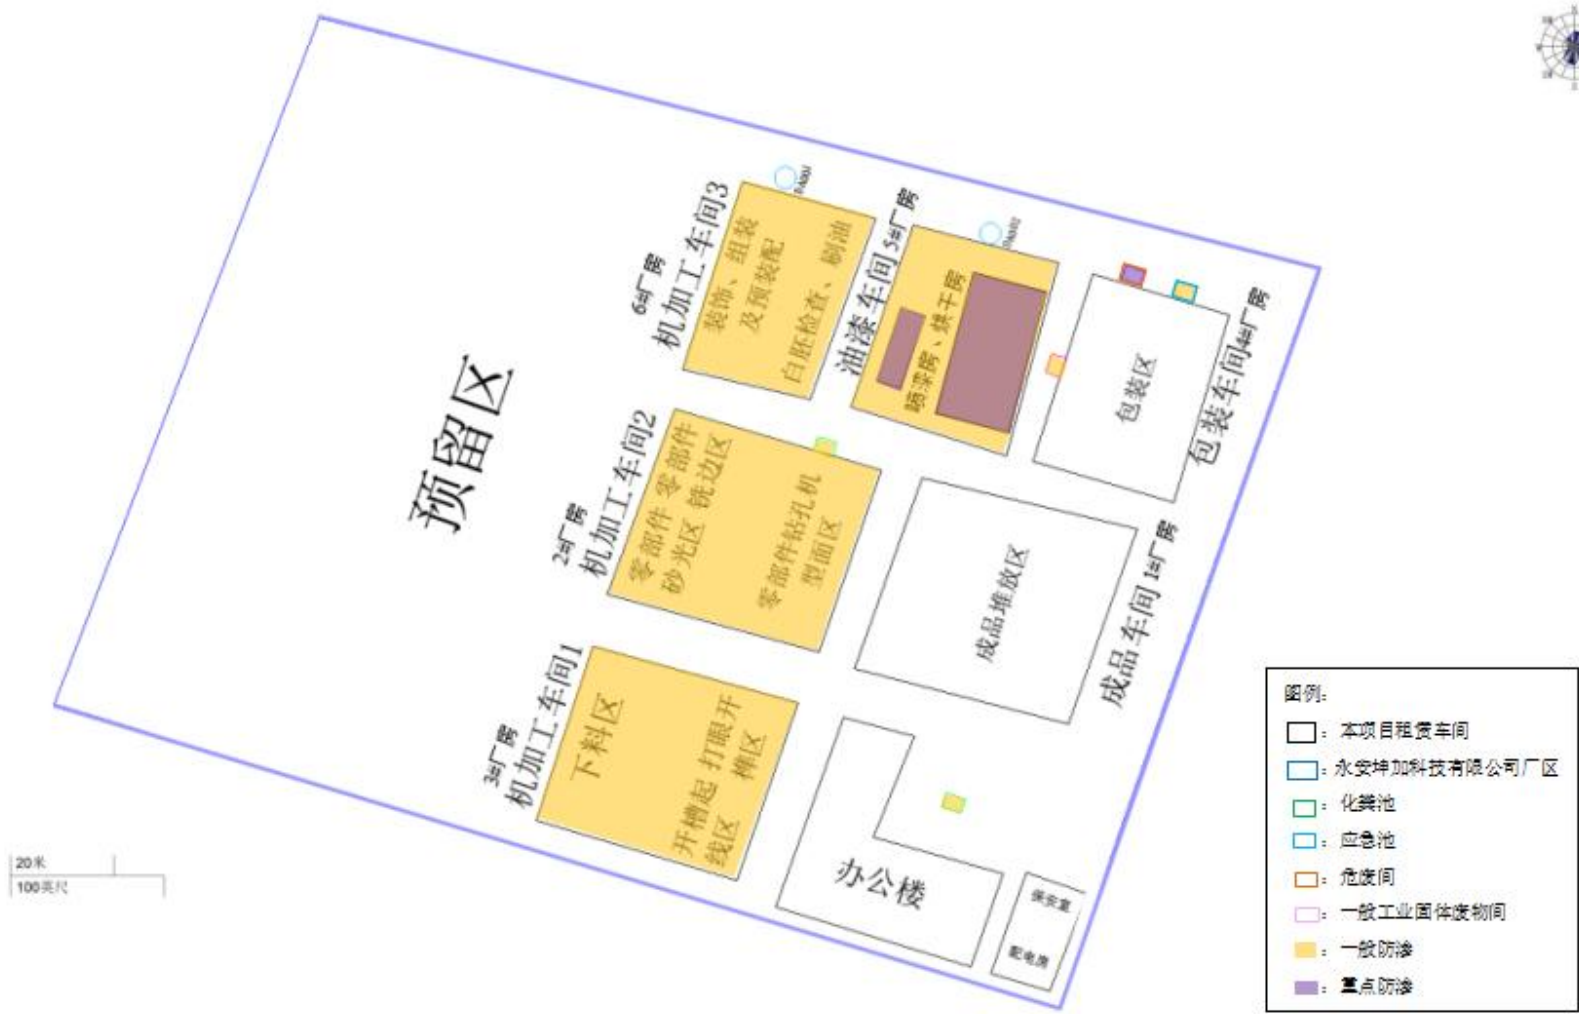 预留区
6#厂房
机加工车间3
装饰、组装
及预装配
白胚检查、刷油
DA001
油漆车间 5#厂房
喷漆房、烘干房
DA002
包装区
包装车间 4#厂房
2#厂房
机加工车间2
零部件 零部件
砂光区 铣边区
零部件钻孔机
型面区
成品堆放区
成品车间 1#厂房
3#厂房
机加工车间1
下料区
开槽起 打眼开
线区 榫区
办公楼
保安室
配电房
20米
100英尺
图例:
: 本项目租赁车间
: 永安坤加科技有限公司厂区
: 化粪池
: 应急池
: 危废间
: 一般工业固体废物间
: 一般防渗
: 重点防渗